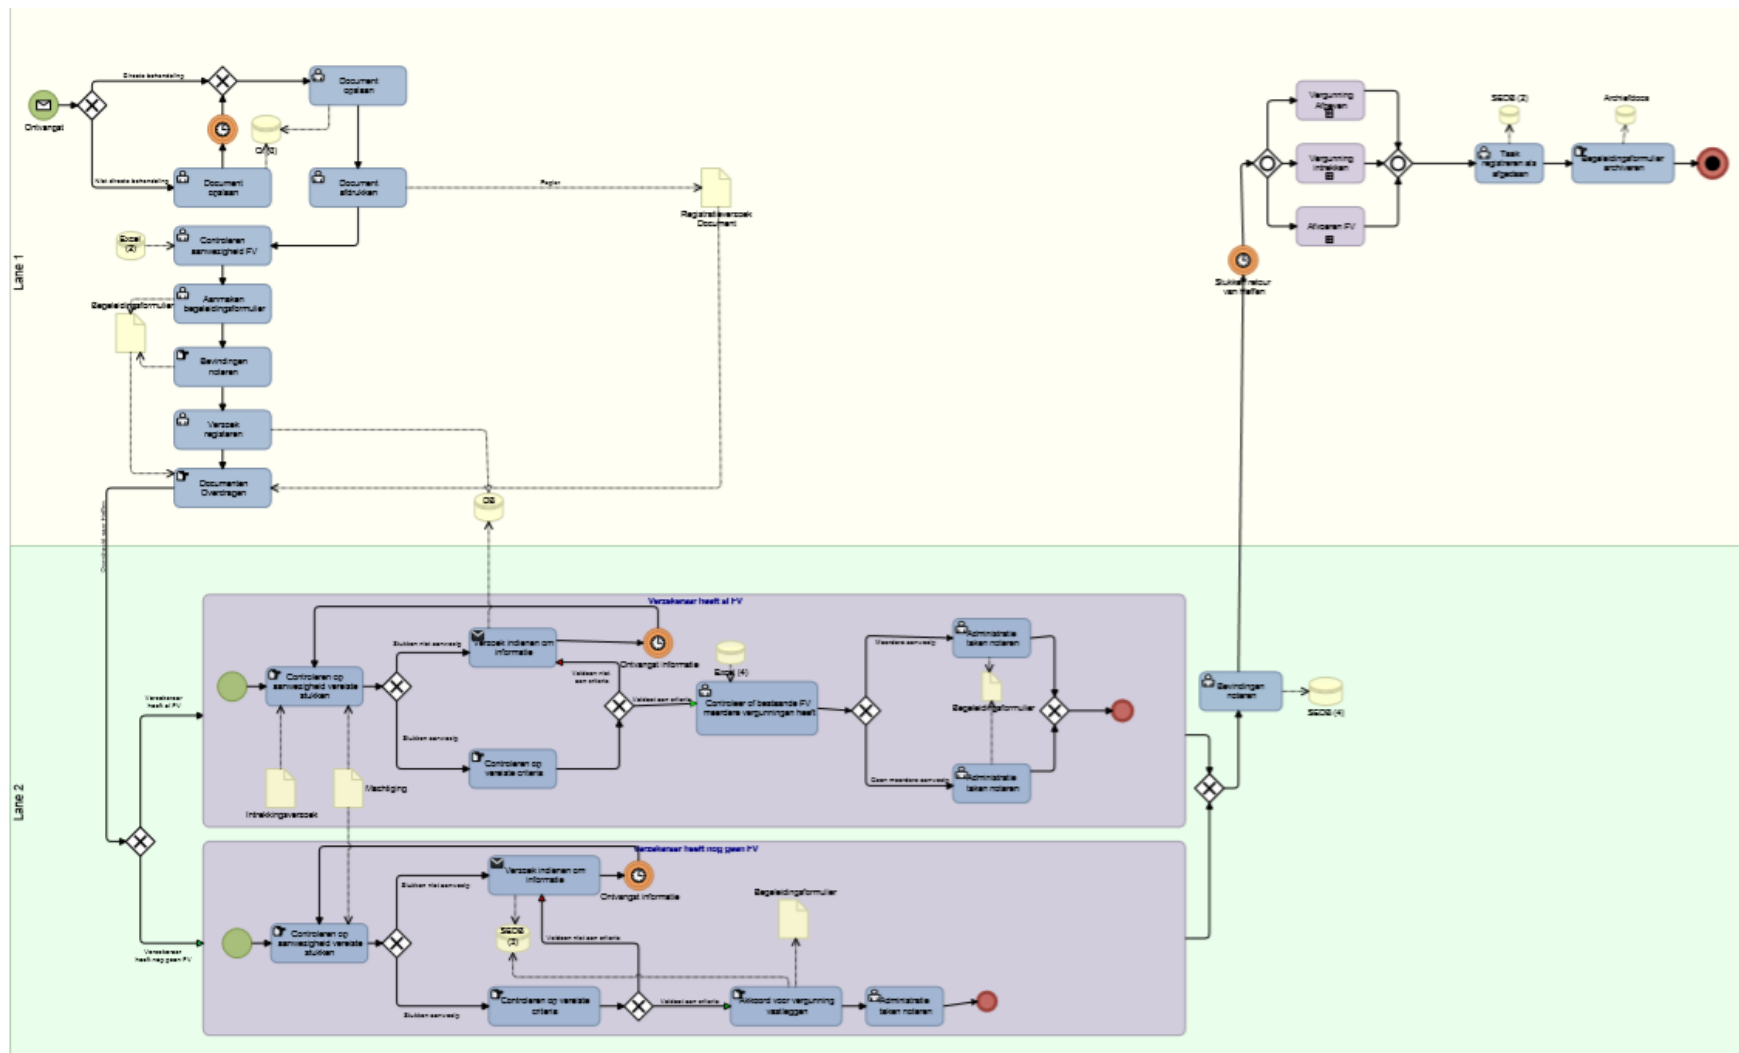 Directe behandeling
Document
opslaan
Ontvangst
Niet directe behandeling
Document
opslaan
Document
afdrukken
Registratieverzoek
Document
Excel
(2)
Controleren
aanwezigheid FV
Begeleidingsformulier
Aanmaken
begeleidingsformulier
Bevindingen
noteren
Verzoek
registeren
Documenten
Overdragen
DB
Lane 1
Vergunning
Afgeven
Vergunning
Intrekken
Afvoeren FV
SEDB (2)
Archiefdoos
Taak
registreren als
afgedaan
Begeleidingsformulier
archiveren
Stukken retour
van Heffen
Lane 2
Verzekeraar heeft al FV
Verzekeraar
heeft al FV
Controleren op
aanwezigheid vereiste
stukken
Stukken niet aanwezig
Verzoek indienen om
informatie
Ontvangst informatie
Voldoen niet
aan criteria
Voldoet aan criteria
Excel (4)
Controleer of bestaande FV
meerdere vergunningen heeft
Stukken aanwezig
Controleren op
vereiste criteria
Meerdere aanwezig
Administratie
taken noteren
Begeleidingsformulier
Geen meerdere aanwezig
Administratie
taken noteren
Intrekkingsverzoek
Machtiging
Bevindingen
noteren
SEDB (4)
Verzekeraar heeft nog geen FV
Verzekeraar
heeft nog geen FV
Controleren op
aanwezigheid vereiste
stukken
Stukken niet aanwezig
Verzoek indienen om
informatie
Ontvangst informatie
SEDB
(3)
Voldoen niet aan criteria
Begeleidingsformulier
Stukken aanwezig
Controleren op vereiste
criteria
Voldoet aan criteria
Akkoord voor vergunning
vastleggen
Administratie
taken noteren